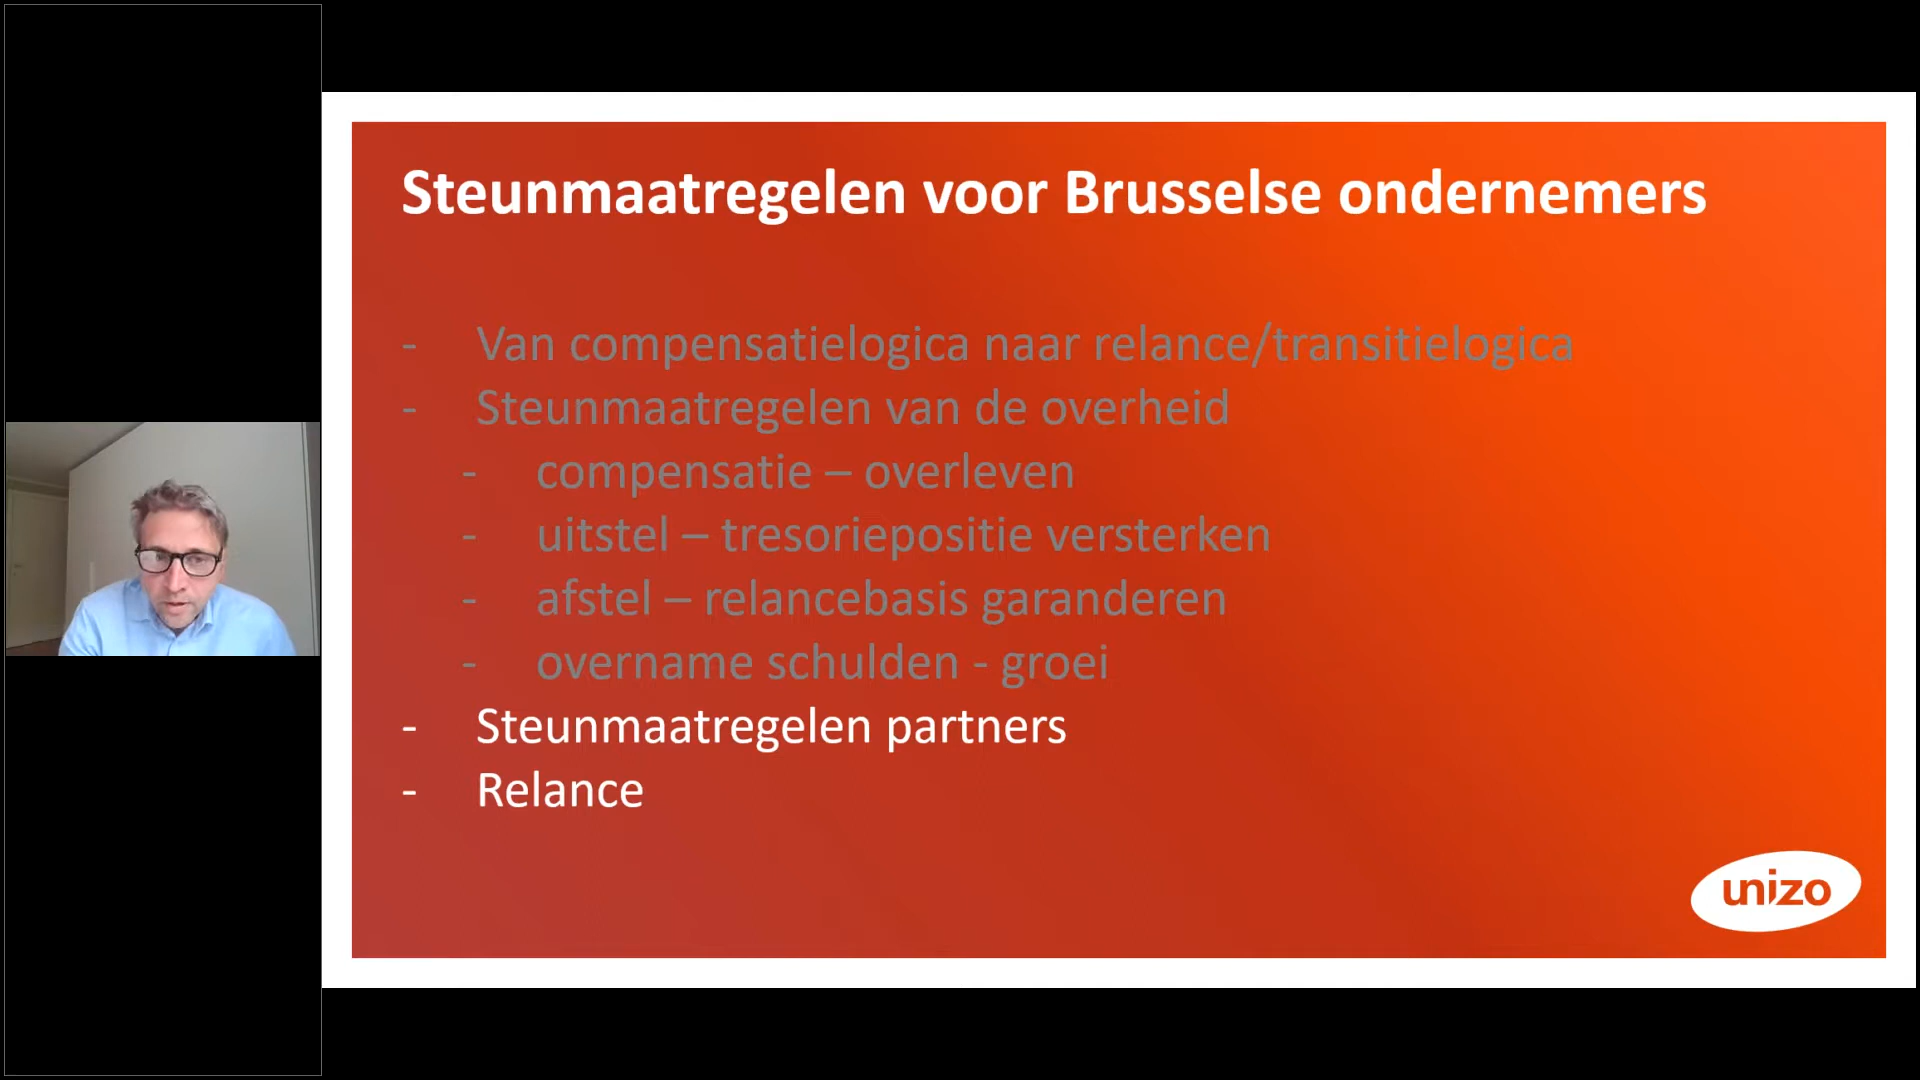 Steunmaatregelen voor Brusselse ondernemers
- Van compensatielogica naar relance/transitielogica
- Steunmaatregelen van de overheid
- compensatie – overleven
- uitstel – tresoriepositie versterken
- afstel – relancebasis garanderen
- overname schulden - groei
- Steunmaatregelen partners
- Relance
unizo